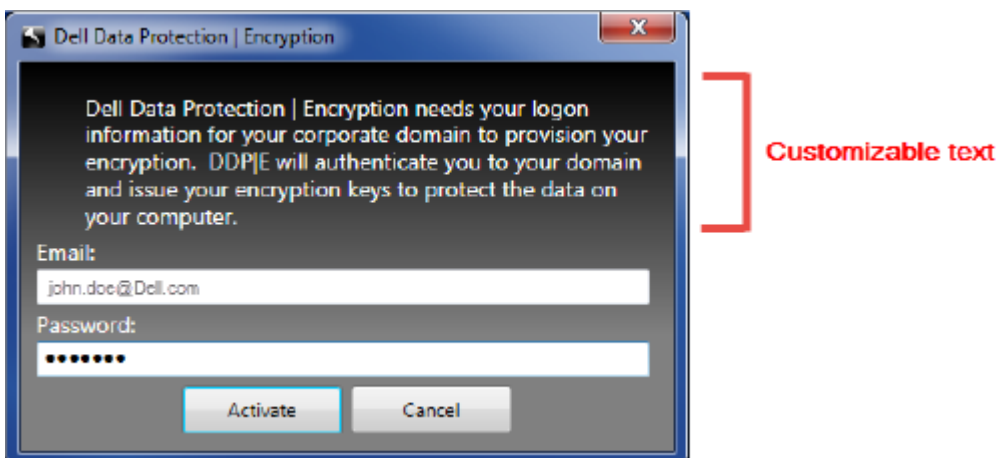 Dell Data Protection | Encryption
Dell Data Protection | Encryption needs your logon
information for your corporate domain to provision your
encryption.  DDP|E will authenticate you to your domain
and issue your encryption keys to protect the data on
your computer.
Customizable text
Email:
john.doe@Dell.com
Password:
•••••••
Activate
Cancel